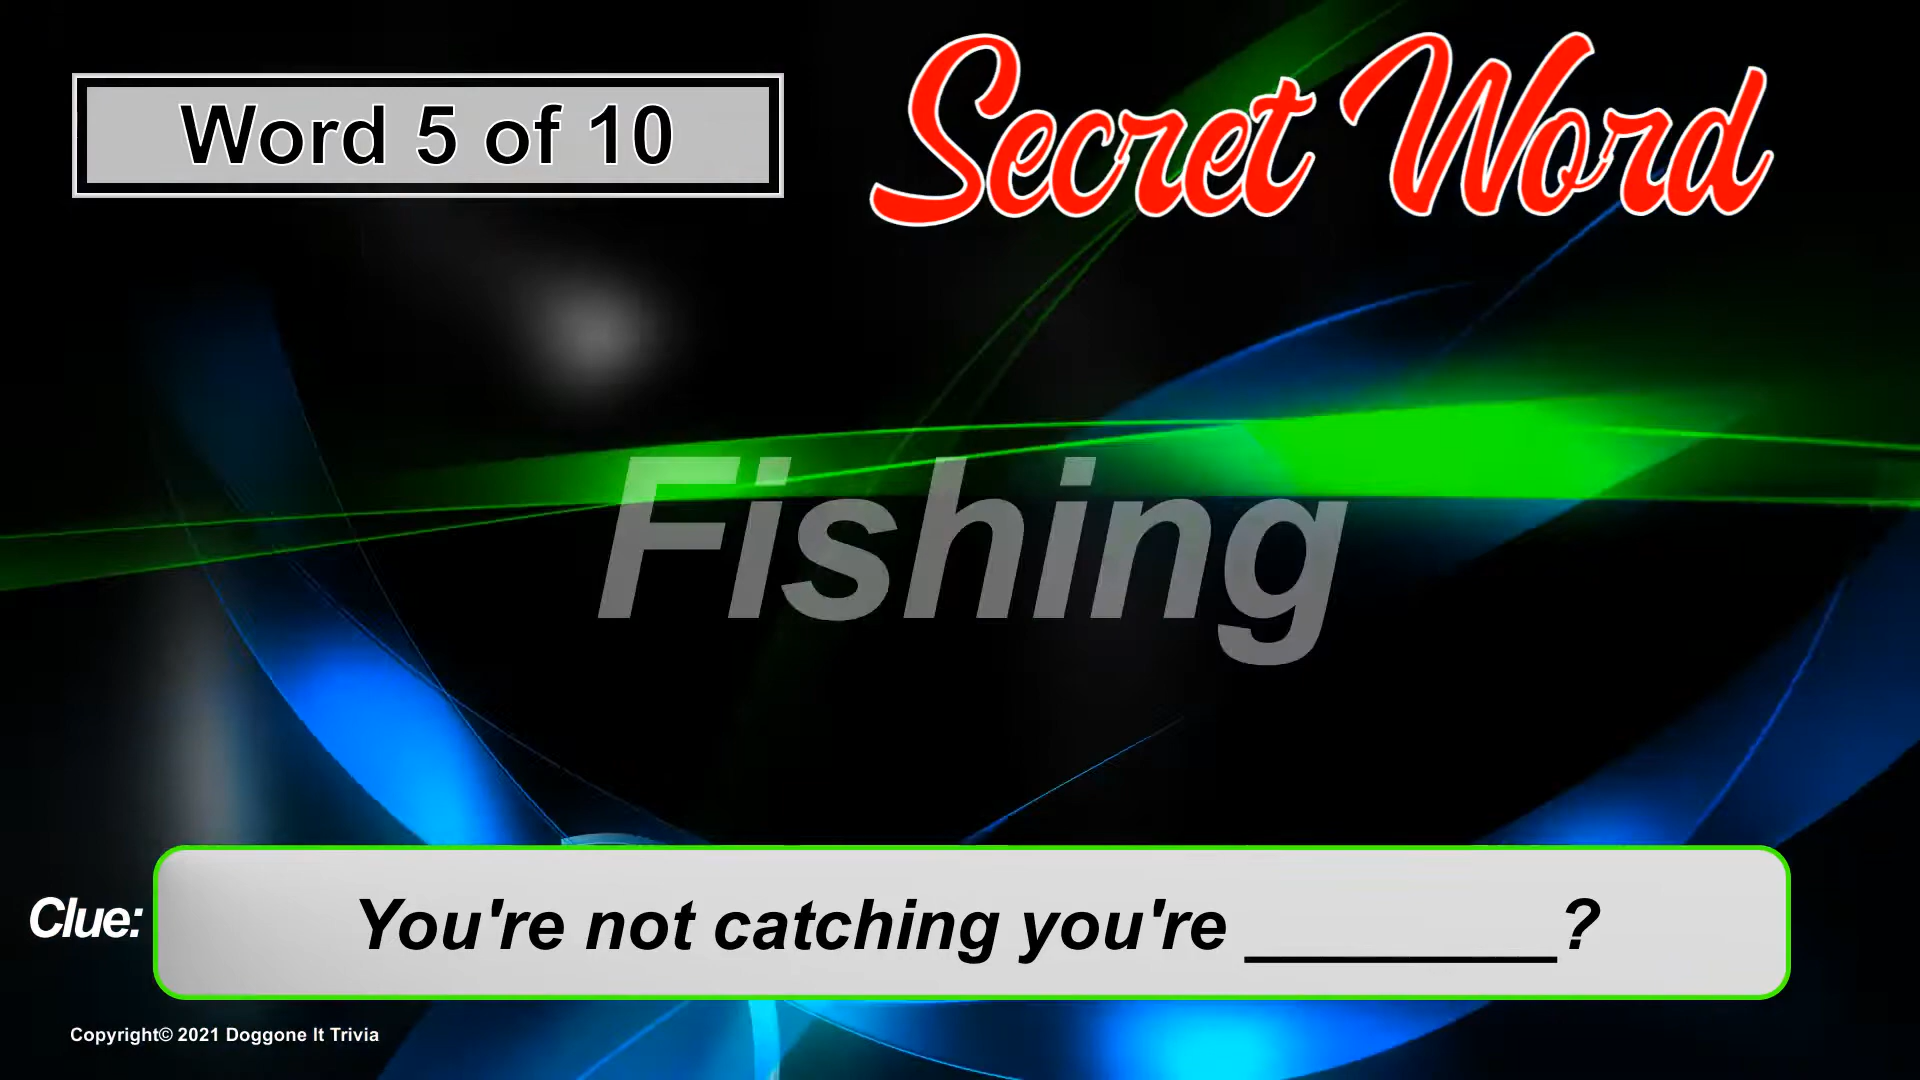 Word 5 of 10
Secret Word
Fishing
Clue:
You're not catching you're ________?
Copyright© 2021 Doggone It Trivia